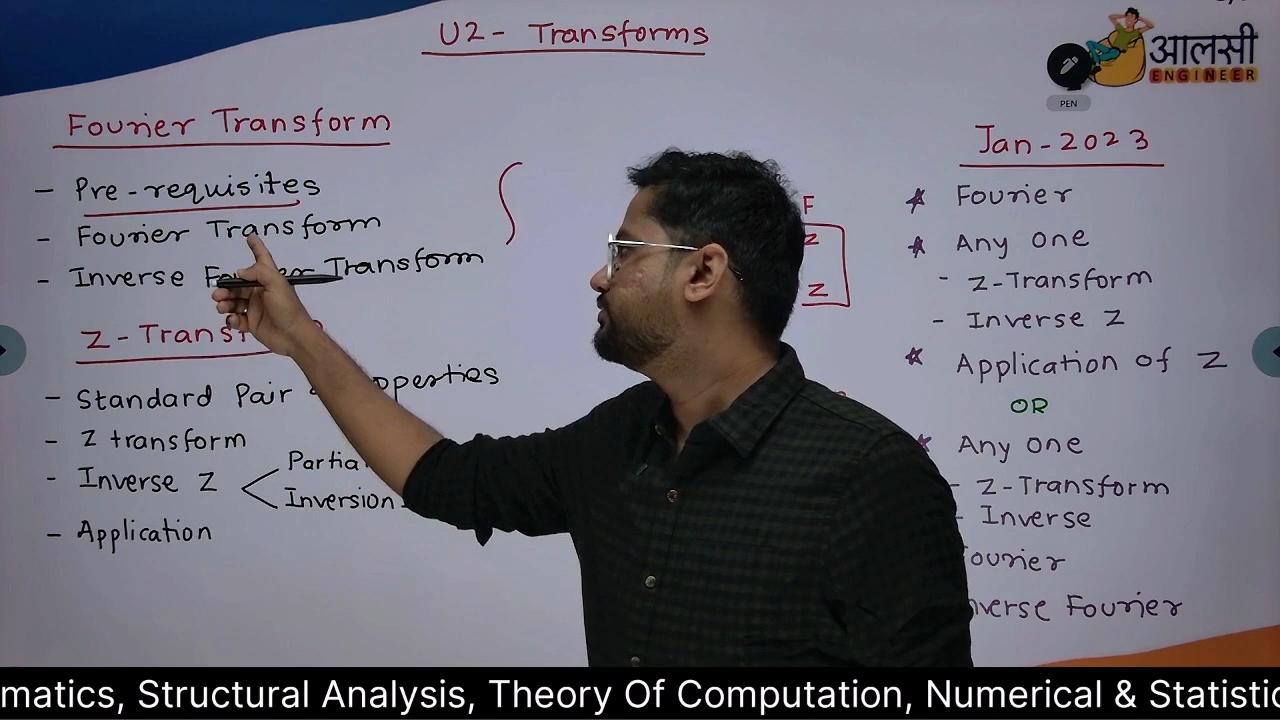 U2- Transforms
आलसी
ENGINEER
PEN
Fourier Transform
- Pre-requisites
- Fourier Transform
- Inverse Transform
Z-Transf
- Standard Pair
- Z transform
- Inverse Z
Partia
Inversion
- Application
F
Z
Z
Jan-2023
* Fourier
* Any one
- Z-Transform
- Inverse Z
* Application of Z
OR
* Any one
- Z-Transform
- Inverse
ourier
nverse Fourier
matics, Structural Analysis, Theory Of Computation, Numerical & Statistic